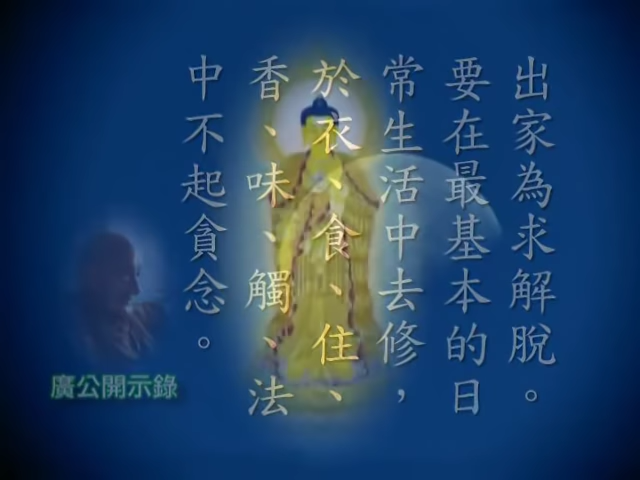 出家為求解脫。
要在最基本的日
常生活中去修，
於衣、食、住、
香、味、觸、法
中不起貪念。
廣公開示錄